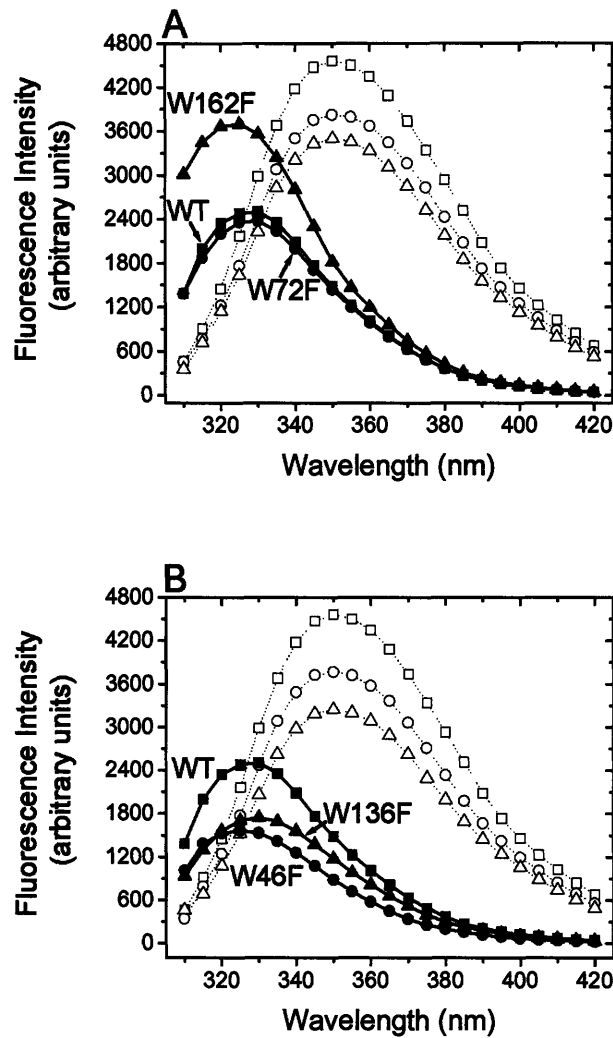 A
Fluorescence Intensity
(arbitrary units)
4800
4200
3600
3000
2400
1800
1200
600
0
W162F
WT
W72F
320 340 360 380 400 420
Wavelength (nm)
B
Fluorescence Intensity
(arbitrary units)
4800
4200
3600
3000
2400
1800
1200
600
0
WT
W136F
W46F
320 340 360 380 400 420
Wavelength (nm)